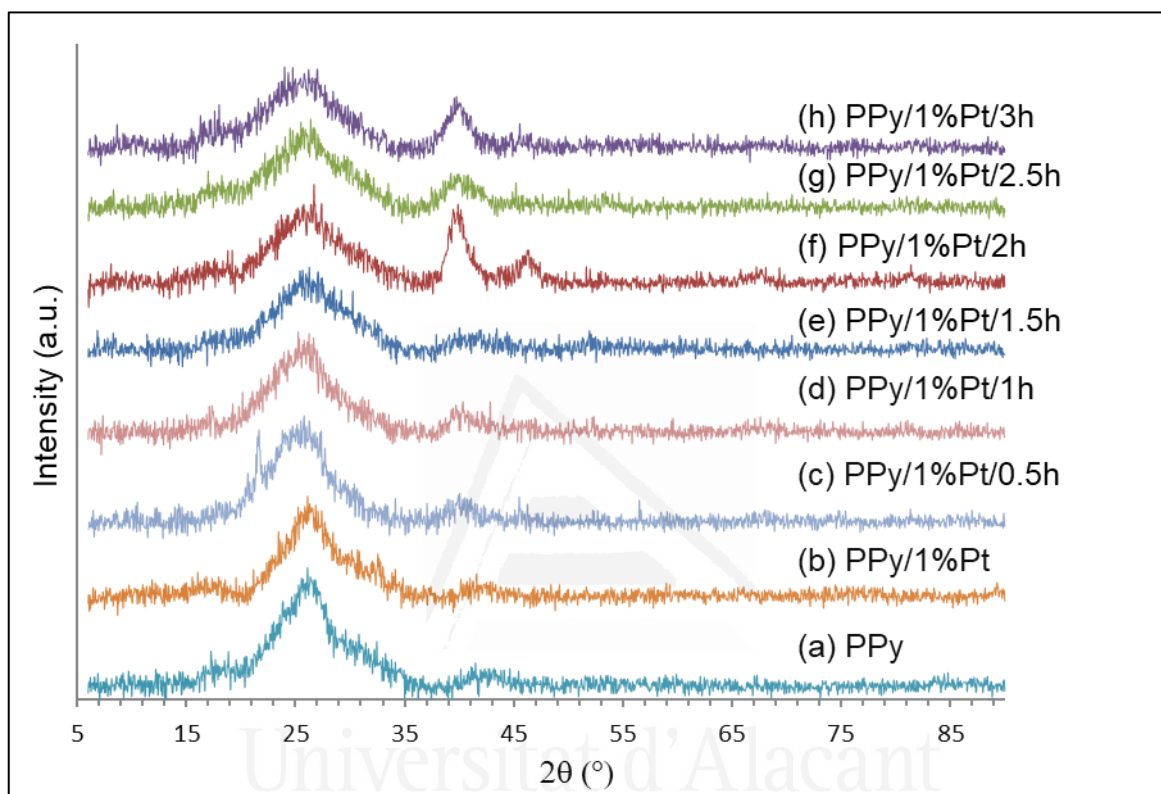 (h) PPy/1%Pt/3h
(g) PPy/1%Pt/2.5h
(f) PPy/1%Pt/2h
(e) PPy/1%Pt/1.5h
(d) PPy/1%Pt/1h
(c) PPy/1%Pt/0.5h
(b) PPy/1%Pt
(a) PPy
Intensity (a.u.)
5 15 25 35 45 55 65 75 85
2θ (°)
Universitat d'Alacant